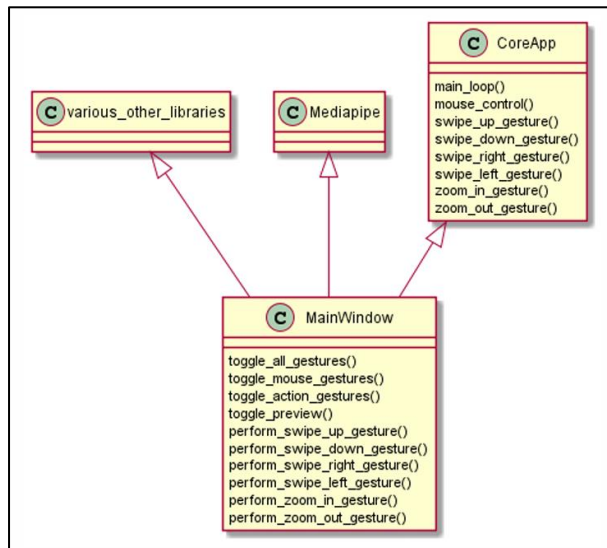 C CoreApp
main_loop()
mouse_control()
swipe_up_gesture()
swipe_down_gesture()
swipe_right_gesture()
swipe_left_gesture()
zoom_in_gesture()
zoom_out_gesture()
C various_other_libraries
C Mediapipe
C MainWindow
toggle_all_gestures()
toggle_mouse_gestures()
toggle_action_gestures()
toggle_preview()
perform_swipe_up_gesture()
perform_swipe_down_gesture()
perform_swipe_right_gesture()
perform_swipe_left_gesture()
perform_zoom_in_gesture()
perform_zoom_out_gesture()